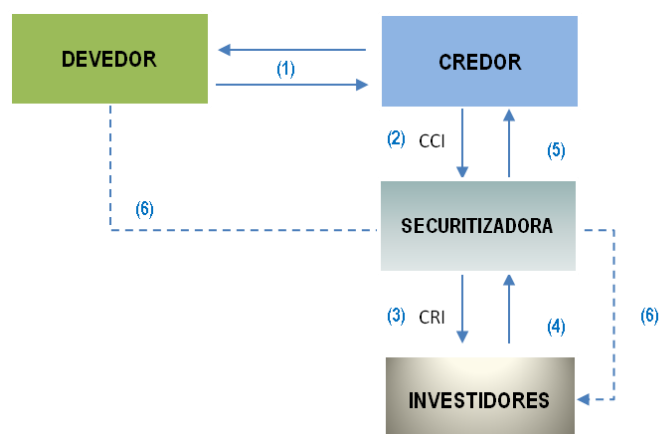 DEVEDOR
CREDOR
(1)
(2) CCI
(5)
(6)
SECURITIZADORA
(3) CRI
(4)
(6)
INVESTIDORES